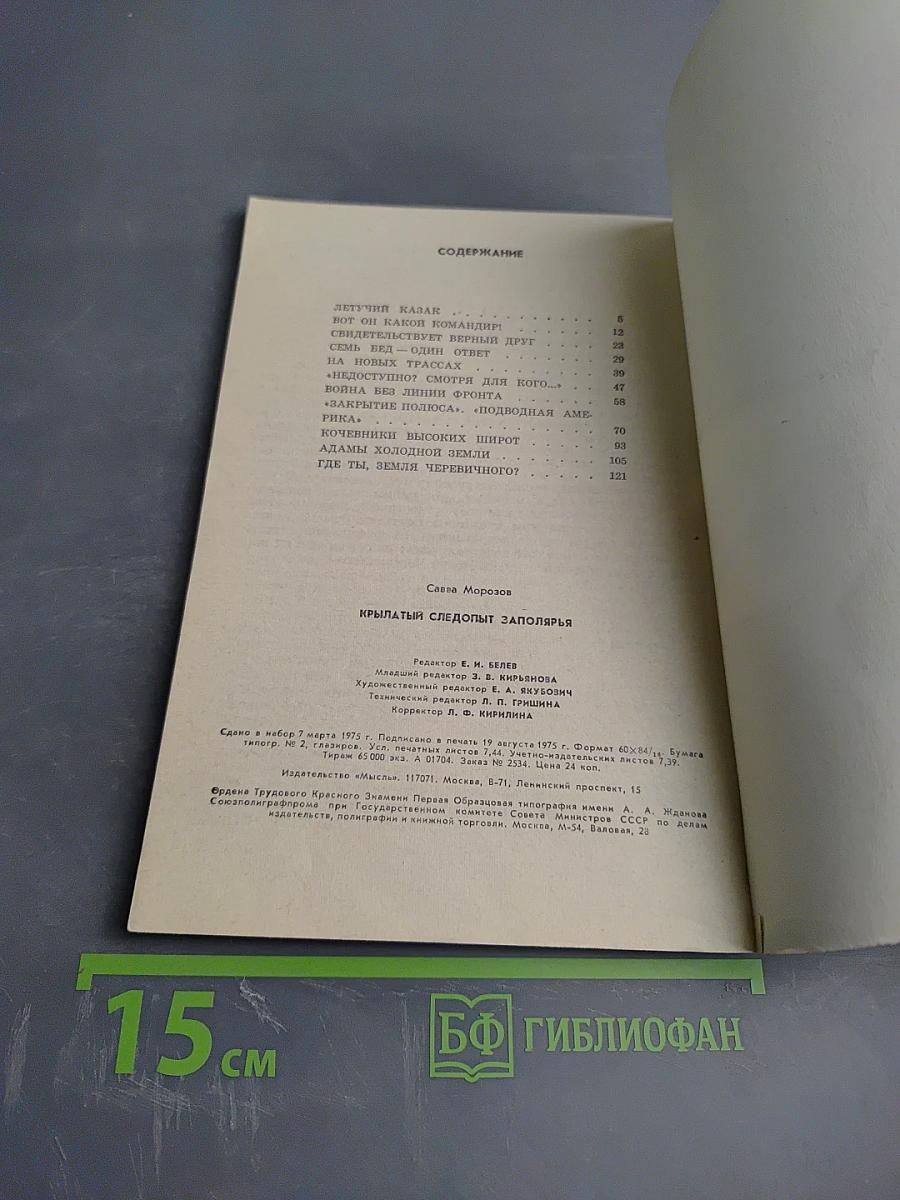 СОДЕРЖАНИЕ
ЛЕТУЧИЙ КАЗАК . . . . . . . . . . . 5
ВОТ ОН КАКОЙ КОМАНДИР! . . . . . . 12
СВИДЕТЕЛЬСТВУЕТ ВЕРНЫЙ ДРУГ . . . . 23
СЕМЬ БЕД — ОДИН ОТВЕТ . . . . . . . 29
НА НОВЫХ ТРАССАХ . . . . . . . . . 39
«НЕДОСТУПНО? СМОТРЯ ДЛЯ КОГО...» . . 47
ВОЙНА БЕЗ ЛИНИИ ФРОНТА . . . . . . 58
«ЗАКРЫТИЕ ПОЛЮСА». «ПОДВОДНАЯ АМЕ-
РИКА» . . . . . . . . . . . . . . 70
КОЧЕВНИКИ ВЫСОКИХ ШИРОТ . . . . . 93
АДАМЫ ХОЛОДНОЙ ЗЕМЛИ . . . . . . . 105
ГДЕ ТЫ, ЗЕМЛЯ ЧЕРЕВИЧНОГО? . . . . . 121
Савва Морозов
КРЫЛАТЫЙ СЛЕДОПЫТ ЗАПОЛЯРЬЯ
Редактор Е. И. БЕЛЕВ
Младший редактор З. В. КИРЬЯНОВА
Художественный редактор Е. А. ЯКУБОВИЧ
Технический редактор Л. П. ГРИШИНА
Корректор Л. Ф. КИРИЛИНА
Сдано в набор 7 марта 1975 г. Подписано в печать 19 августа 1975 г. Формат 60×84/16. Бумага
типогр. № 2, глазиров. Усл. печатных листов 7,44. Учетно-издательских листов 7,39.
Тираж 65 000 экз. А 01704. Заказ № 2534. Цена 24 коп.
Издательство «Мысль». 117071. Москва, В-71, Ленинский проспект, 15
Ордена Трудового Красного Знамени Первая Образцовая типография имени А. А. Жданова
Союзполиграфпрома при Государственном комитете Совета Министров СССР по делам
издательств, полиграфии и книжной торговли. Москва, М-54, Валовая, 28
15 см
БФ ГИБЛИОФАН